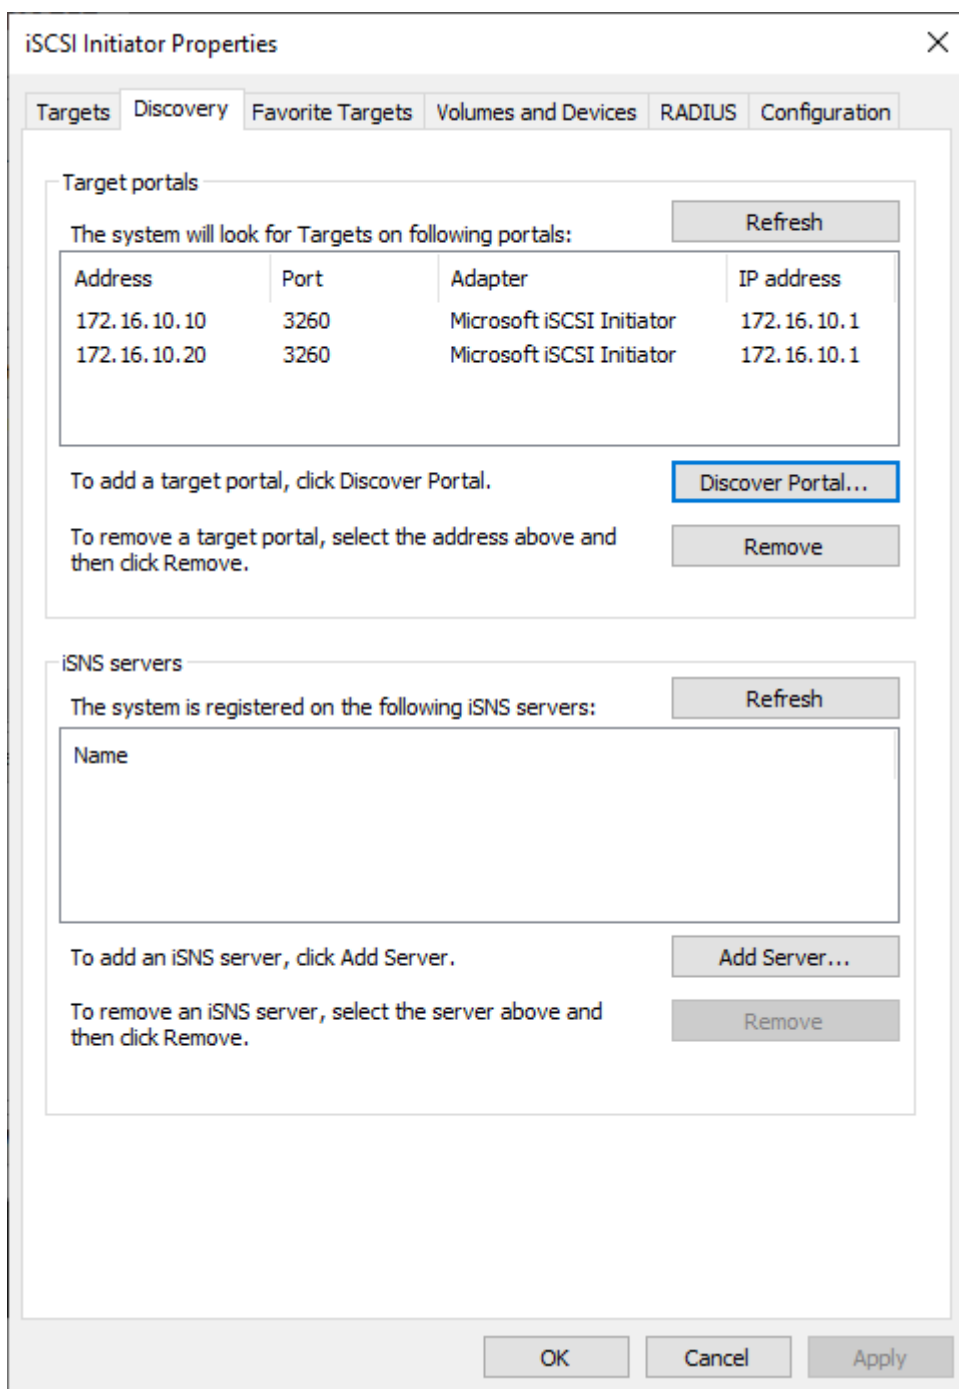 iSCSI Initiator Properties
Targets Discovery Favorite Targets Volumes and Devices RADIUS Configuration
Target portals
The system will look for Targets on following portals:
Refresh
Address Port Adapter IP address
172.16.10.10 3260 Microsoft iSCSI Initiator 172.16.10.1
172.16.10.20 3260 Microsoft iSCSI Initiator 172.16.10.1
To add a target portal, click Discover Portal.
Discover Portal...
To remove a target portal, select the address above and
then click Remove.
Remove
iSNS servers
The system is registered on the following iSNS servers:
Refresh
Name
To add an iSNS server, click Add Server.
Add Server...
To remove an iSNS server, select the server above and
then click Remove.
Remove
OK Cancel Apply